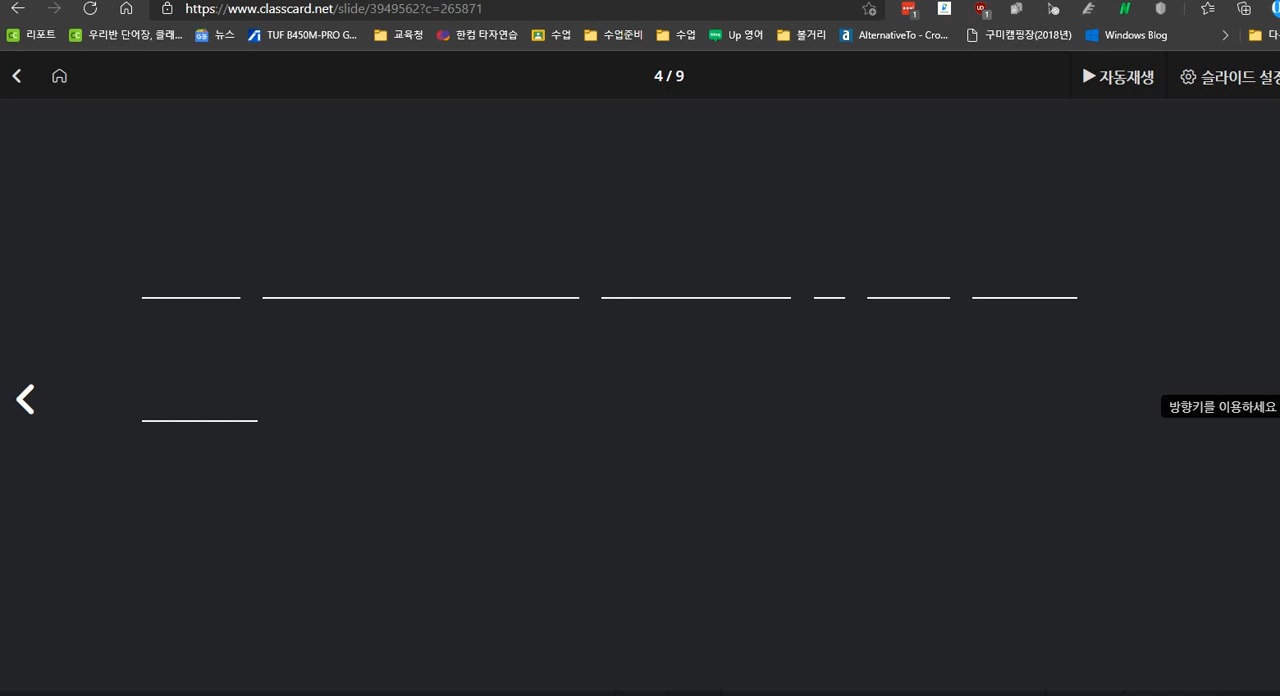 https://www.classcard.net/slide/3949562?c=265871
리포트 우리반 단어장, 클래... 뉴스 TUF B450M-PRO G... 교육청 한컴 타자연습 수업 수업준비 수업 Up 영어 볼거리 AlternativeTo - Cro... 구미캠핑장(2018년) Windows Blog
4 / 9
자동재생 슬라이드 설정
방향키를 이용하세요